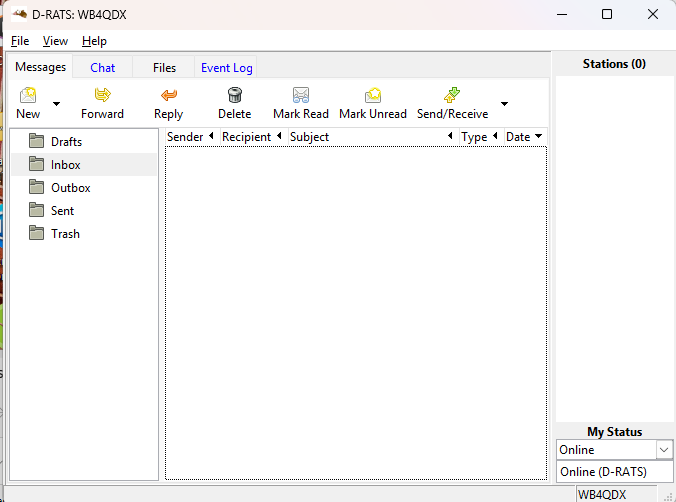 D-RATS: WB4QDX
File View Help
Messages Chat Files Event Log
Stations (0)
New Forward Reply Delete Mark Read Mark Unread Send/Receive
Sender Recipient Subject Type Date
Drafts
Inbox
Outbox
Sent
Trash
My Status
Online
Online (D-RATS)
WB4QDX